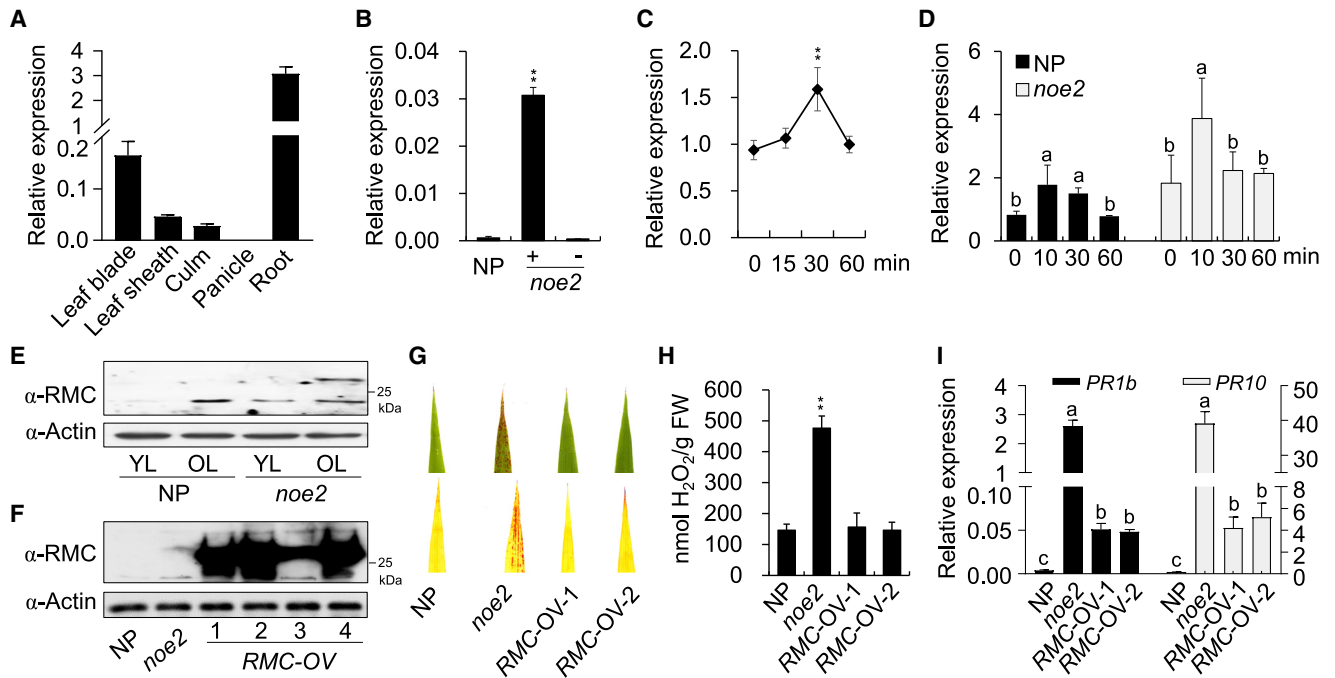 A
Relative expression
4
3
2
1
0.2
0.1
0.0
Leaf blade
Leaf sheath
Culm
Panicle
Root
B
Relative expression
0.04
0.03
0.02
0.01
0.00
**
NP
+
-
noe2
C
Relative expression
2.0
1.5
1.0
0.5
0.0
**
0 15 30 60 min
D
Relative expression
6
4
2
0
NP
noe2
b a a b
b a b b
0 10 30 60 0 10 30 60 min
E
α-RMC
25
kDa
α-Actin
YL OL YL OL
NP noe2
F
α-RMC
25
kDa
α-Actin
NP noe2 1 2 3 4
RMC-OV
G
NP
noe2
RMC-OV-1
RMC-OV-2
H
nmol H₂O₂/g FW
600
500
400
300
200
100
0
**
NP
noe2
RMC-OV-1
RMC-OV-2
I
Relative expression
PR1b
PR10
4
3
2
1
0.10
0.05
0.00
50
40
30
8
6
4
2
0
c a b b
c a b b
NP
noe2
RMC-OV-1
RMC-OV-2
NP
noe2
RMC-OV-1
RMC-OV-2